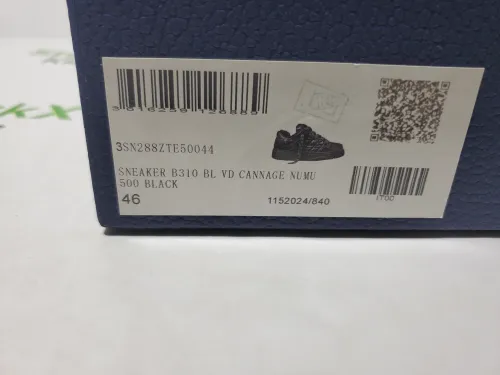 3SN288ZTE50044
SNEAKER B310 BL VD CANNAGE NUMU
500 BLACK
46
1152024/840